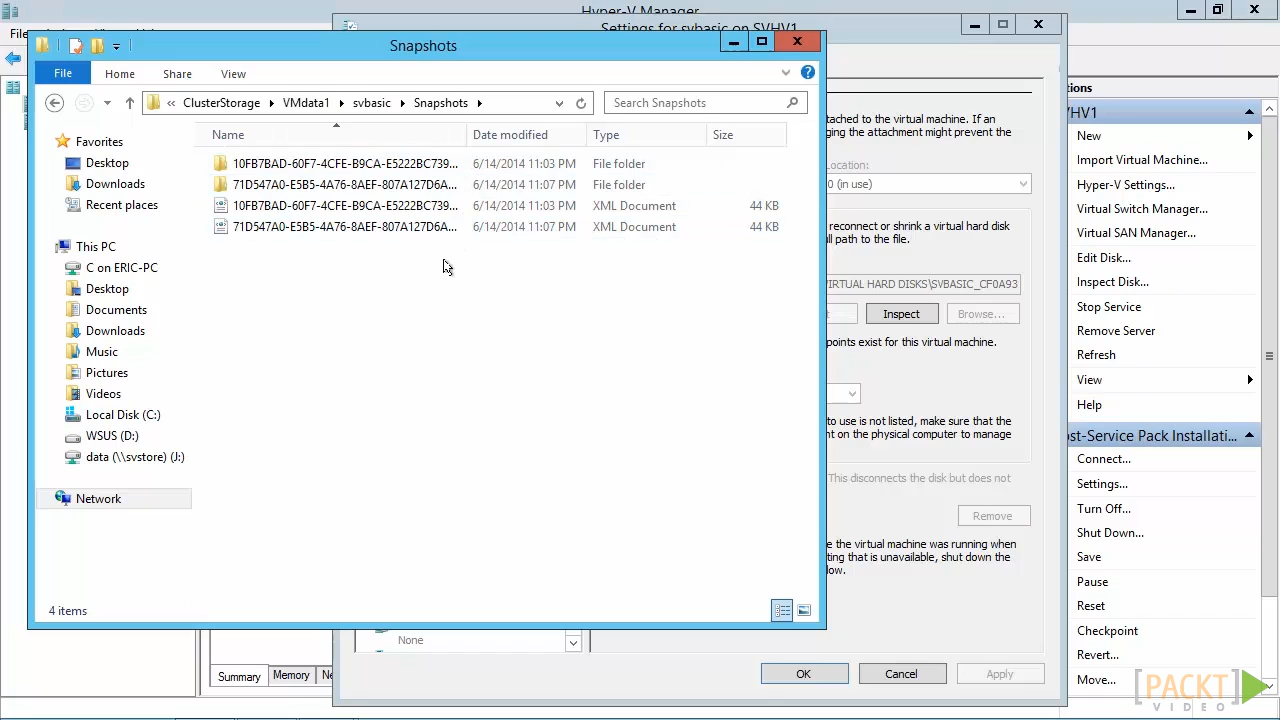 Hyper-V Manager
Settings for svbasic on SVHV1
Snapshots
File
Home
Share
View
« ClusterStorage
VMdata1
svbasic
Snapshots
Search Snapshots
Name
Date modified
Type
Size
10FB7BAD-60F7-4CFE-B9CA-E5222BC739... 6/14/2014 11:03 PM File folder
71D547A0-E5B5-4A76-8AEF-807A127D6A... 6/14/2014 11:07 PM File folder
10FB7BAD-60F7-4CFE-B9CA-E5222BC739... 6/14/2014 11:03 PM XML Document 44 KB
71D547A0-E5B5-4A76-8AEF-807A127D6A... 6/14/2014 11:07 PM XML Document 44 KB
Favorites
Desktop
Downloads
Recent places
This PC
C on ERIC-PC
Desktop
Documents
Downloads
Music
Pictures
Videos
Local Disk (C:)
WSUS (D:)
data (\\svstore) (J:)
Network
4 items
ttached to the virtual machine. If an
ging the attachment might prevent the
Location:
0 (in use)
reconnect or shrink a virtual hard disk
ll path to the file.
VIRTUAL HARD DISKS\SVBASIC_CF0A93
Inspect
Browse...
points exist for this virtual machine.
to use is not listed, make sure that the
nt on the physical computer to manage
This disconnects the disk but does not
Remove
e the virtual machine was running when
ting that is unavailable, shut down the
low.
None
OK
Cancel
Apply
Summary
Memory
Ne
ions
VHV1
New
Import Virtual Machine...
Hyper-V Settings...
Virtual Switch Manager...
Virtual SAN Manager...
Edit Disk...
Inspect Disk...
Stop Service
Remove Server
Refresh
View
Help
ost-Service Pack Installati...
Connect...
Settings...
Turn Off...
Shut Down...
Save
Pause
Reset
Checkpoint
Revert...
Move...
[PACKT]
VIDEO